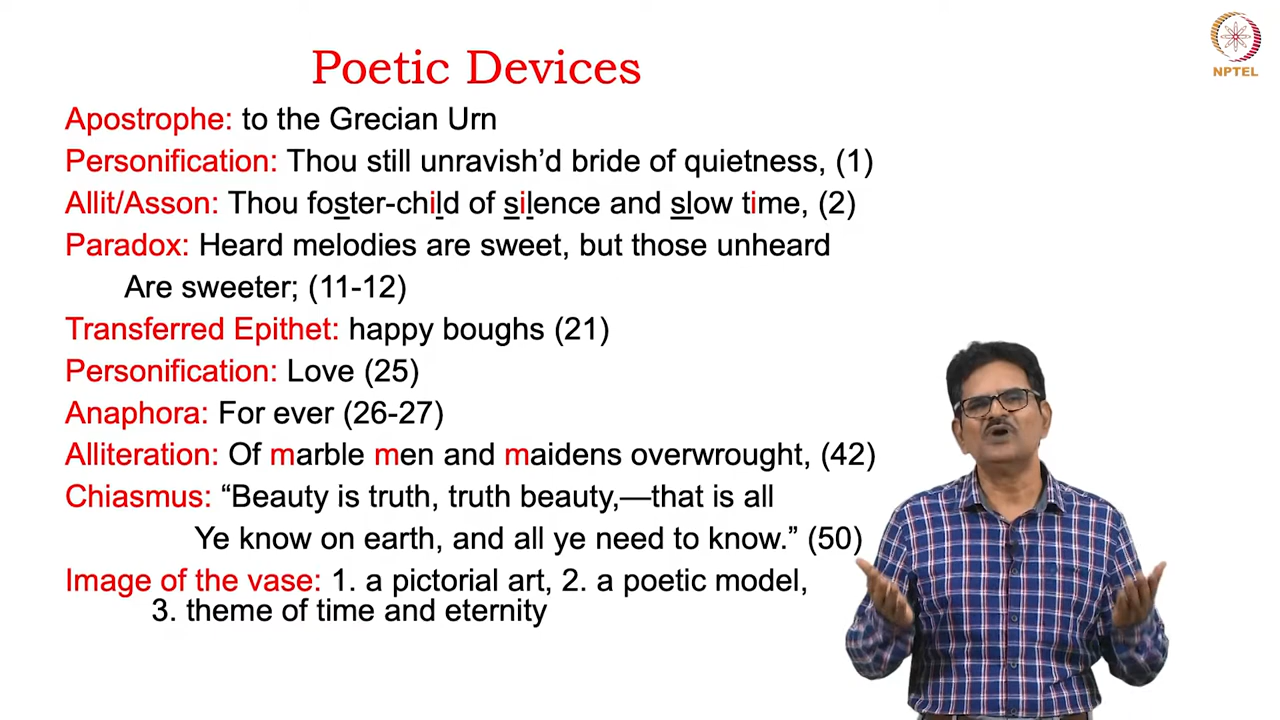 Poetic Devices
NPTEL
Apostrophe: to the Grecian Urn
Personification: Thou still unravish’d bride of quietness, (1)
Allit/Asson: Thou foster-child of silence and slow time, (2)
Paradox: Heard melodies are sweet, but those unheard
Are sweeter; (11-12)
Transferred Epithet: happy boughs (21)
Personification: Love (25)
Anaphora: For ever (26-27)
Alliteration: Of marble men and maidens overwrought, (42)
Chiasmus: “Beauty is truth, truth beauty,—that is all
Ye know on earth, and all ye need to know.” (50)
Image of the vase: 1. a pictorial art, 2. a poetic model,
3. theme of time and eternity